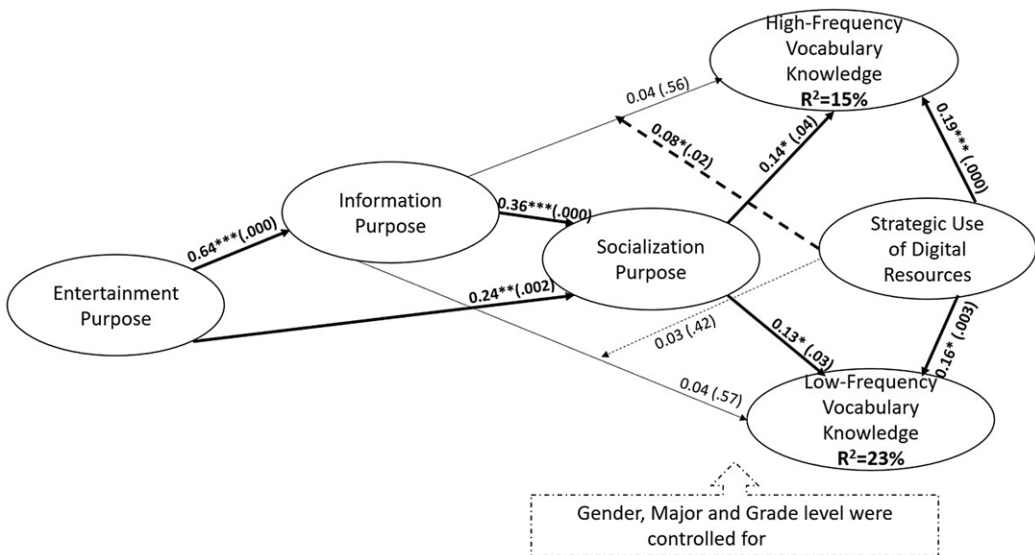 High-Frequency
Vocabulary
Knowledge
R²=15%
0.04 (.56)
0.08*(.02)
0.14* (.04)
0.19*** (.000)
Information
Purpose
0.36***(.000)
0.64***(.000)
Socialization
Purpose
Strategic Use
of Digital
Resources
Entertainment
Purpose
0.24**(.002)
0.03 (.42)
0.13* (.03)
0.16* (.003)
0.04 (.57)
Low-Frequency
Vocabulary
Knowledge
R²=23%
Gender, Major and Grade level were
controlled for